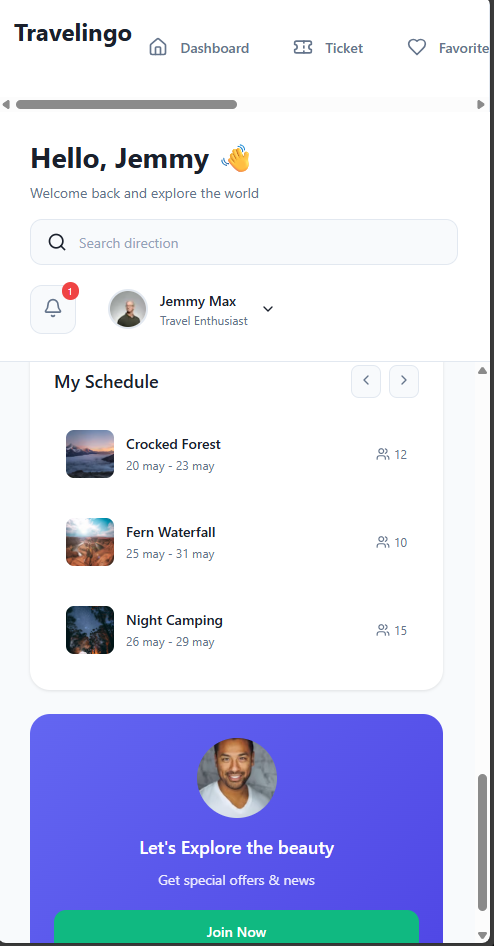 Travelingo
Dashboard
Ticket
Favorite
Hello, Jemmy 👋
Welcome back and explore the world
Search direction
1
Jemmy Max
Travel Enthusiast
My Schedule
Crocked Forest
20 may - 23 may
12
Fern Waterfall
25 may - 31 may
10
Night Camping
26 may - 29 may
15
Let's Explore the beauty
Get special offers & news
Join Now